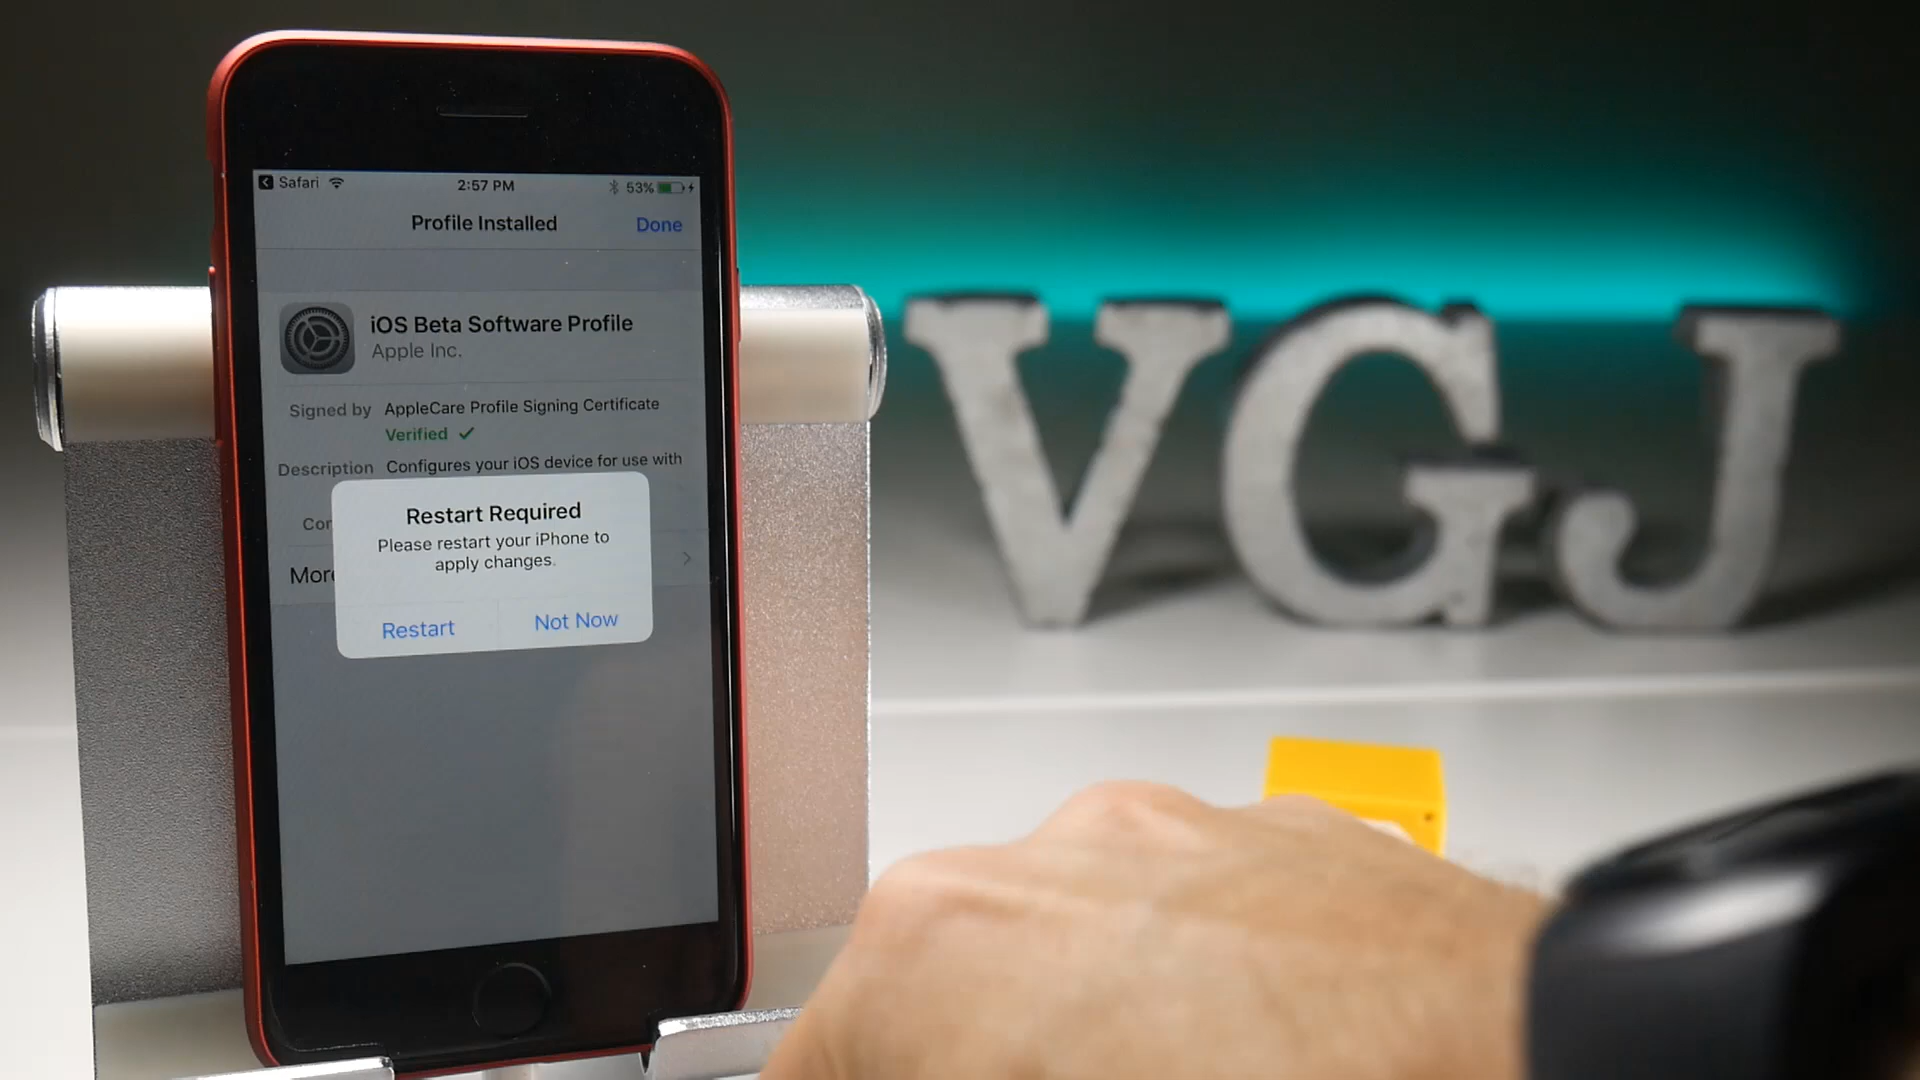 Safari
2:57 PM
53%
Profile Installed
Done
iOS Beta Software Profile
Apple Inc.
Signed by AppleCare Profile Signing Certificate
Verified
Description Configures your iOS device for use with
Restart Required
Please restart your iPhone to
apply changes.
Cor
More
Restart
Not Now
VGJ